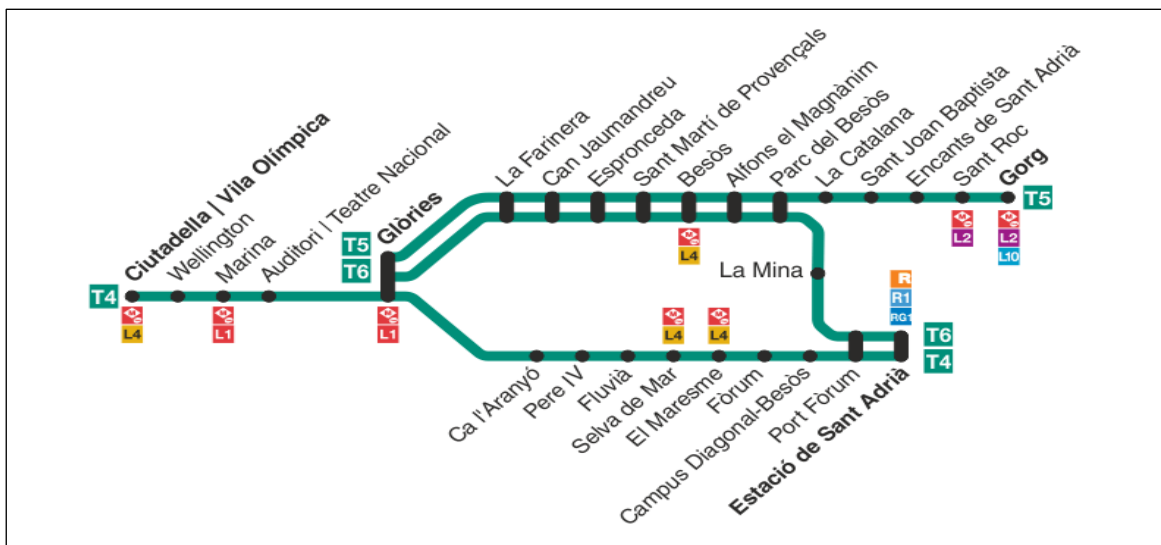 Ciutadella | Vila Olímpica
Wellington
Marina
Auditori | Teatre Nacional
Glòries
La Farinera
Can Jaumandreu
Espronceda
Sant Martí de Provençals
Besòs
Alfons el Magnànim
Parc del Besòs
La Catalana
Sant Joan Baptista
Encants de Sant Adrià
Sant Roc
Gorg
T5
T5
T6
T4
M
L4
M
L1
M
L1
M
L4
M
L2
M
L2
L10
La Mina
R
R1
RG1
M
L4
M
L4
T6
T4
Ca l'Aranyó
Pere IV
Fluvià
Selva de Mar
El Maresme
Fòrum
Campus Diagonal-Besòs
Port Fòrum
Estació de Sant Adrià